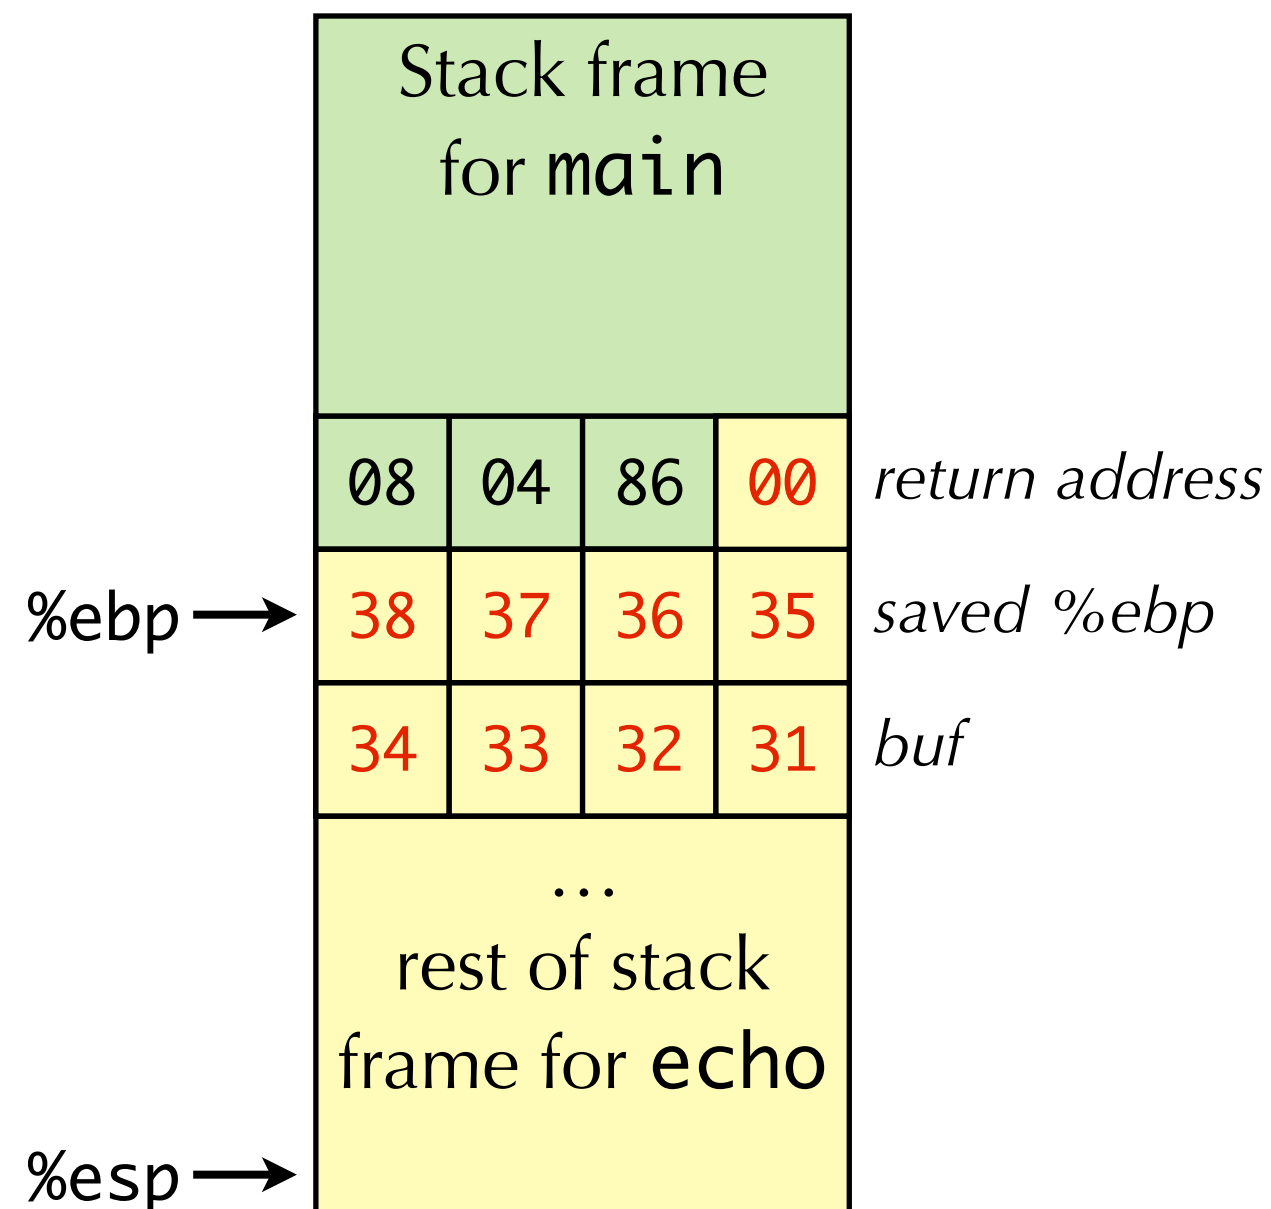 Stack frame
for main
08 04 86 00 return address
%ebp 38 37 36 35 saved %ebp
34 33 32 31 buf
...
rest of stack
frame for echo
%esp